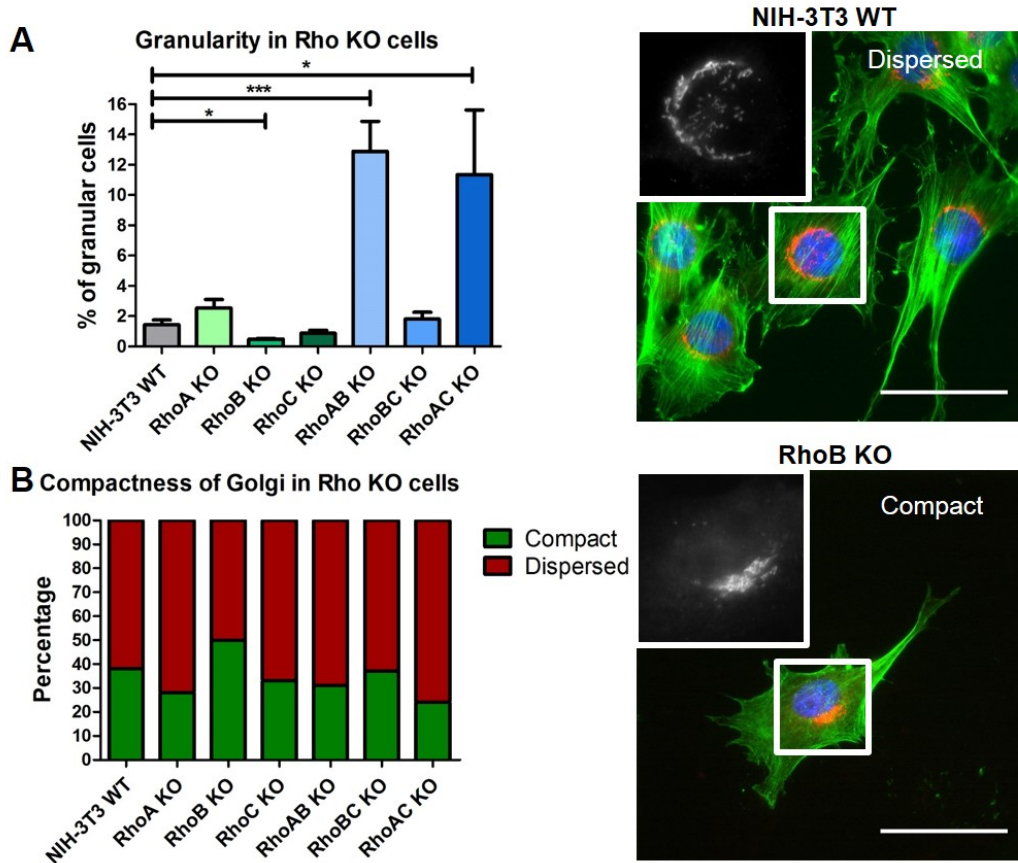 A
Granularity in Rho KO cells
*
***
*
% of granular cells
16
14
12
10
8
6
4
2
0
NIH-3T3 WT
RhoA KO
RhoB KO
RhoC KO
RhoAB KO
RhoBC KO
RhoAC KO
NIH-3T3 WT
Dispersed
B
Compactness of Golgi in Rho KO cells
Percentage
100
90
80
70
60
50
40
30
20
10
0
NIH-3T3 WT
RhoA KO
RhoB KO
RhoC KO
RhoAB KO
RhoBC KO
RhoAC KO
Compact
Dispersed
RhoB KO
Compact